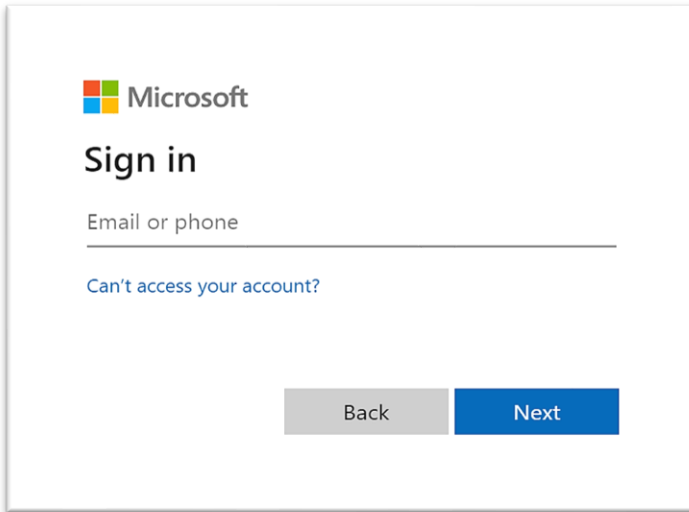 Microsoft
Sign in
Email or phone
Can't access your account?
Back Next